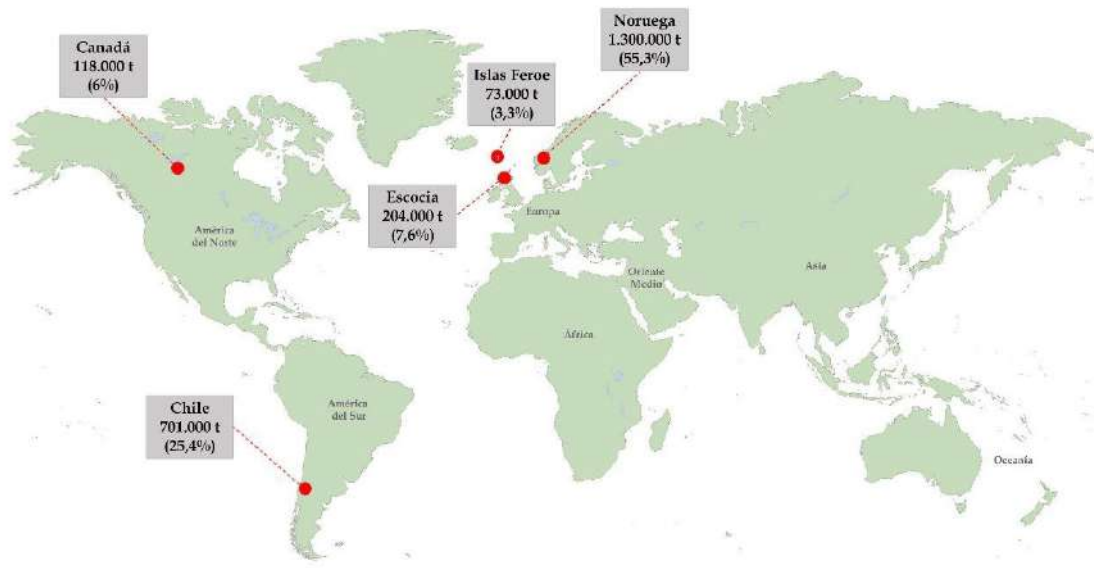 Noruega
1.300.000 t
(55,3%)
Canadá
118.000 t
(6%)
Islas Feroe
73.000 t
(3,3%)
Escocia
204.000 t
(7,6%)
Europa
América
del Norte
Oriente
Medio
Asia
África
Chile
701.000 t
(25,4%)
América
del Sur
Oceanía